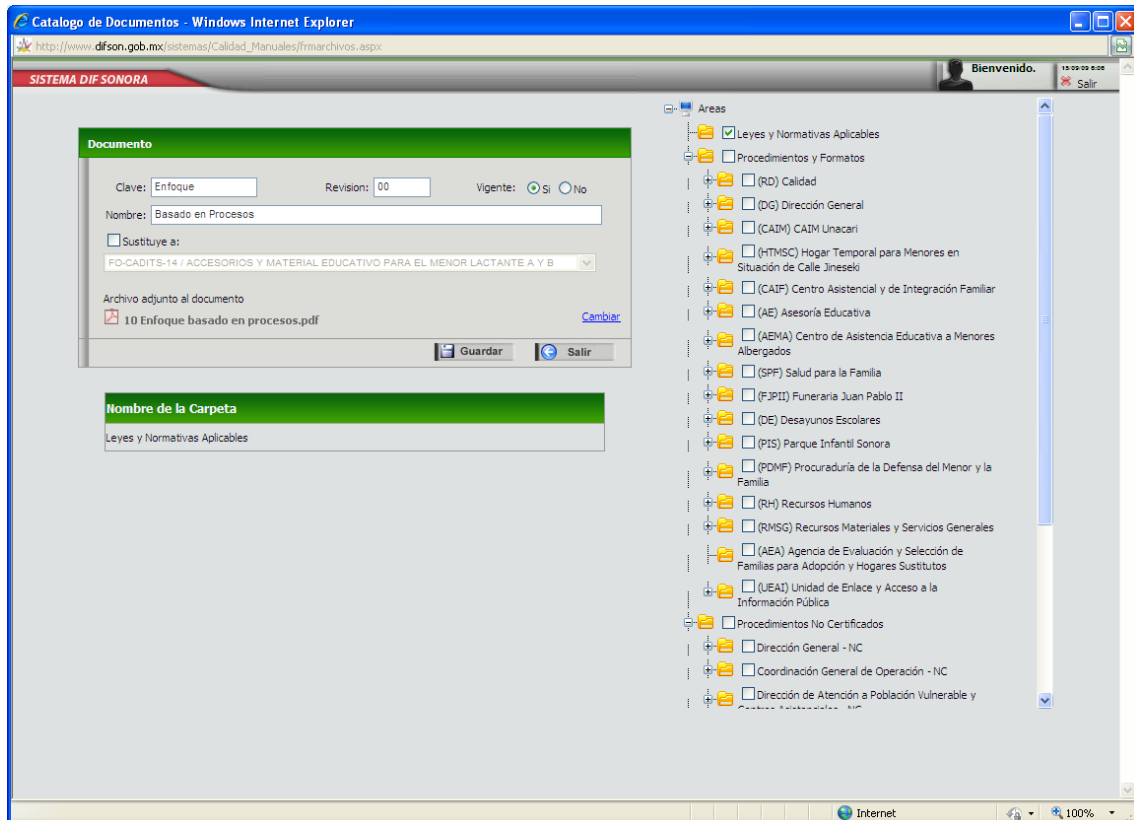 Catalogo de Documentos - Windows Internet Explorer
http://www.difson.gob.mx/sistemas/Calidad_Manuales/frmarchivos.aspx
SISTEMA DIF SONORA
Bienvenido.
Salir
Documento
Clave: Enfoque Revision: 00 Vigente: Si No
Nombre: Basado en Procesos
Sustituye a:
FO-CADITS-14 / ACCESORIOS Y MATERIAL EDUCATIVO PARA EL MENOR LACTANTE A Y B
Archivo adjunto al documento
10 Enfoque basado en procesos.pdf Cambiar
Guardar Salir
Nombre de la Carpeta
Leyes y Normativas Aplicables
Areas
Leyes y Normativas Aplicables
Procedimientos y Formatos
(RD) Calidad
(DG) Dirección General
(CAIM) CAIM Unacari
(HTMSC) Hogar Temporal para Menores en
Situación de Calle Jineseki
(CAIF) Centro Asistencial y de Integración Familiar
(AE) Asesoría Educativa
(AEMA) Centro de Asistencia Educativa a Menores
Albergados
(SPF) Salud para la Familia
(FJPII) Funeraria Juan Pablo II
(DE) Desayunos Escolares
(PIS) Parque Infantil Sonora
(PDMF) Procuraduría de la Defensa del Menor y la
Familia
(RH) Recursos Humanos
(RMSG) Recursos Materiales y Servicios Generales
(AEA) Agencia de Evaluación y Selección de
Familias para Adopción y Hogares Sustitutos
(UEAI) Unidad de Enlace y Acceso a la
Información Pública
Procedimientos No Certificados
Dirección General - NC
Coordinación General de Operación - NC
Dirección de Atención a Población Vulnerable y
Centros Asistenciales - NC
Internet
100%